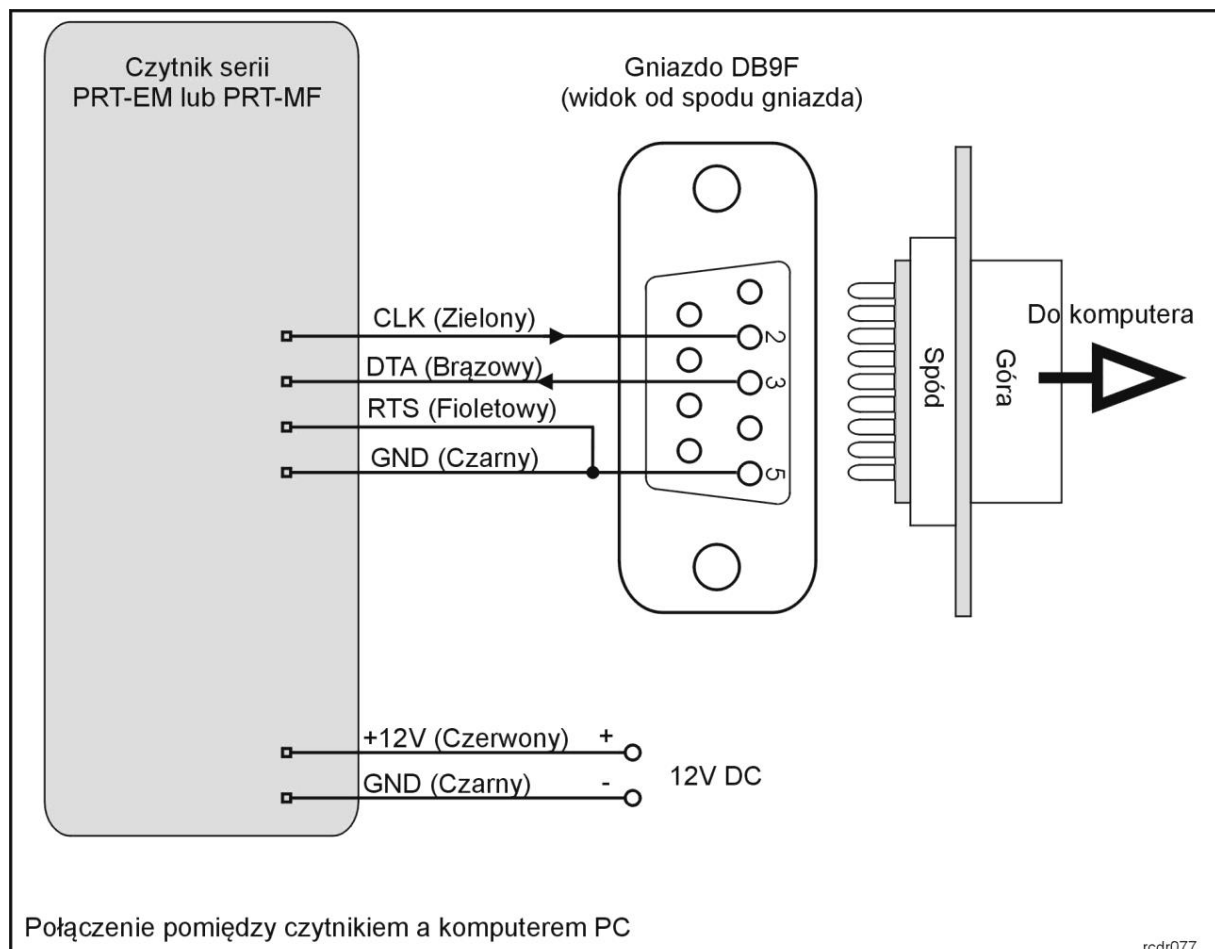 Czytnik serii
PRT-EM lub PRT-MF
Gniazdo DB9F
(widok od spodu gniazda)
CLK (Zielony)
DTA (Brązowy)
RTS (Fioletowy)
GND (Czarny)
2
3
5
Spód
Góra
Do komputera
+12V (Czerwony) +
GND (Czarny) -
12V DC
Połączenie pomiędzy czytnikiem a komputerem PC
rcdr077